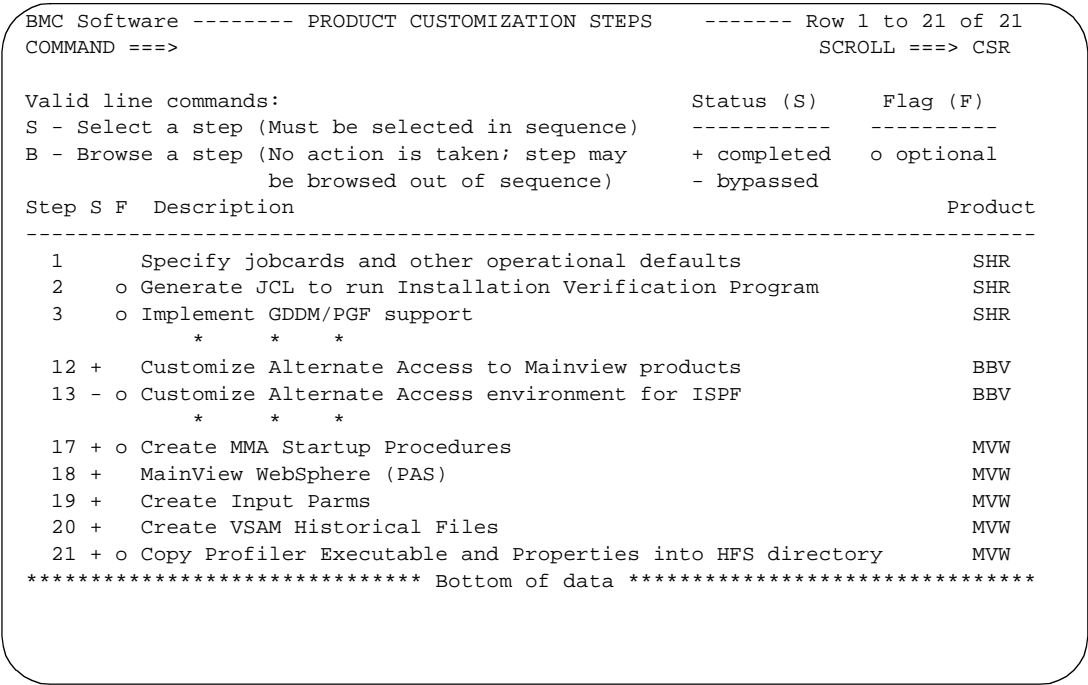 BMC Software -------- PRODUCT CUSTOMIZATION STEPS    ------- Row 1 to 21 of 21
COMMAND ===>                                                  SCROLL ===> CSR
Valid line commands:                                Status (S)     Flag (F)
S - Select a step (Must be selected in sequence)    -----------   ----------
B - Browse a step (No action is taken; step may     + completed   o optional
                   be browsed out of sequence)      - bypassed
Step S F  Description                                                   Product
-------------------------------------------------------------------------------
  1      Specify jobcards and other operational defaults                  SHR
  2    o Generate JCL to run Installation Verification Program            SHR
  3    o Implement GDDM/PGF support                                       SHR
             *     *    *
  12 +   Customize Alternate Access to Mainview products                  BBV
  13 - o Customize Alternate Access environment for ISPF                  BBV
             *     *    *
  17 + o Create MMA Startup Procedures                                    MVW
  18 +   MainView WebSphere (PAS)                                         MVW
  19 +   Create Input Parms                                               MVW
  20 +   Create VSAM Historical Files                                     MVW
  21 + o Copy Profiler Executable and Properties into HFS directory       MVW
******************************* Bottom of data ********************************